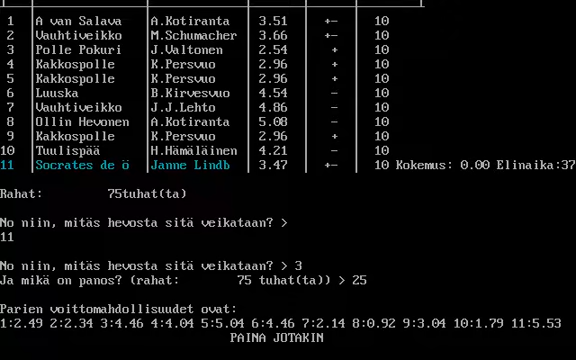 1 A van Salava A.Kotiranta 3.51 +- 10
2 Vauhtiveikko M.Schumacher 3.66 +- 10
3 Polle Pokuri J.Valtonen 2.54 + 10
4 Kakkospolle K.Persvuo 2.96 + 10
5 Kakkospolle K.Persvuo 2.96 + 10
6 Luuska B.Kirvesvuo 4.54 - 10
7 Vauhtiveikko J.J.Lehto 4.86 - 10
8 Ollin Hevonen A.Kotiranta 5.08 - 10
9 Kakkospolle K.Persvuo 2.96 + 10
10 Tuulispää H.Hämäläinen 4.21 - 10
11 Socrates de ö Janne Lindb 3.47 +- 10 Kokemus: 0.00 Elinaika:37
Rahat: 75tuhat(ta)
No niin, mitäs hevosta sitä veikataan? >
11
No niin, mitäs hevosta sitä veikataan? > 3
Ja mikä on panos? (rahat: 75 tuhat(ta)) > 25
Parien voittomahdollisuudet ovat:
1:2.49 2:2.34 3:4.46 4:4.04 5:5.04 6:4.46 7:2.14 8:0.92 9:3.04 10:1.79 11:5.53
PAINA JOTAKIN